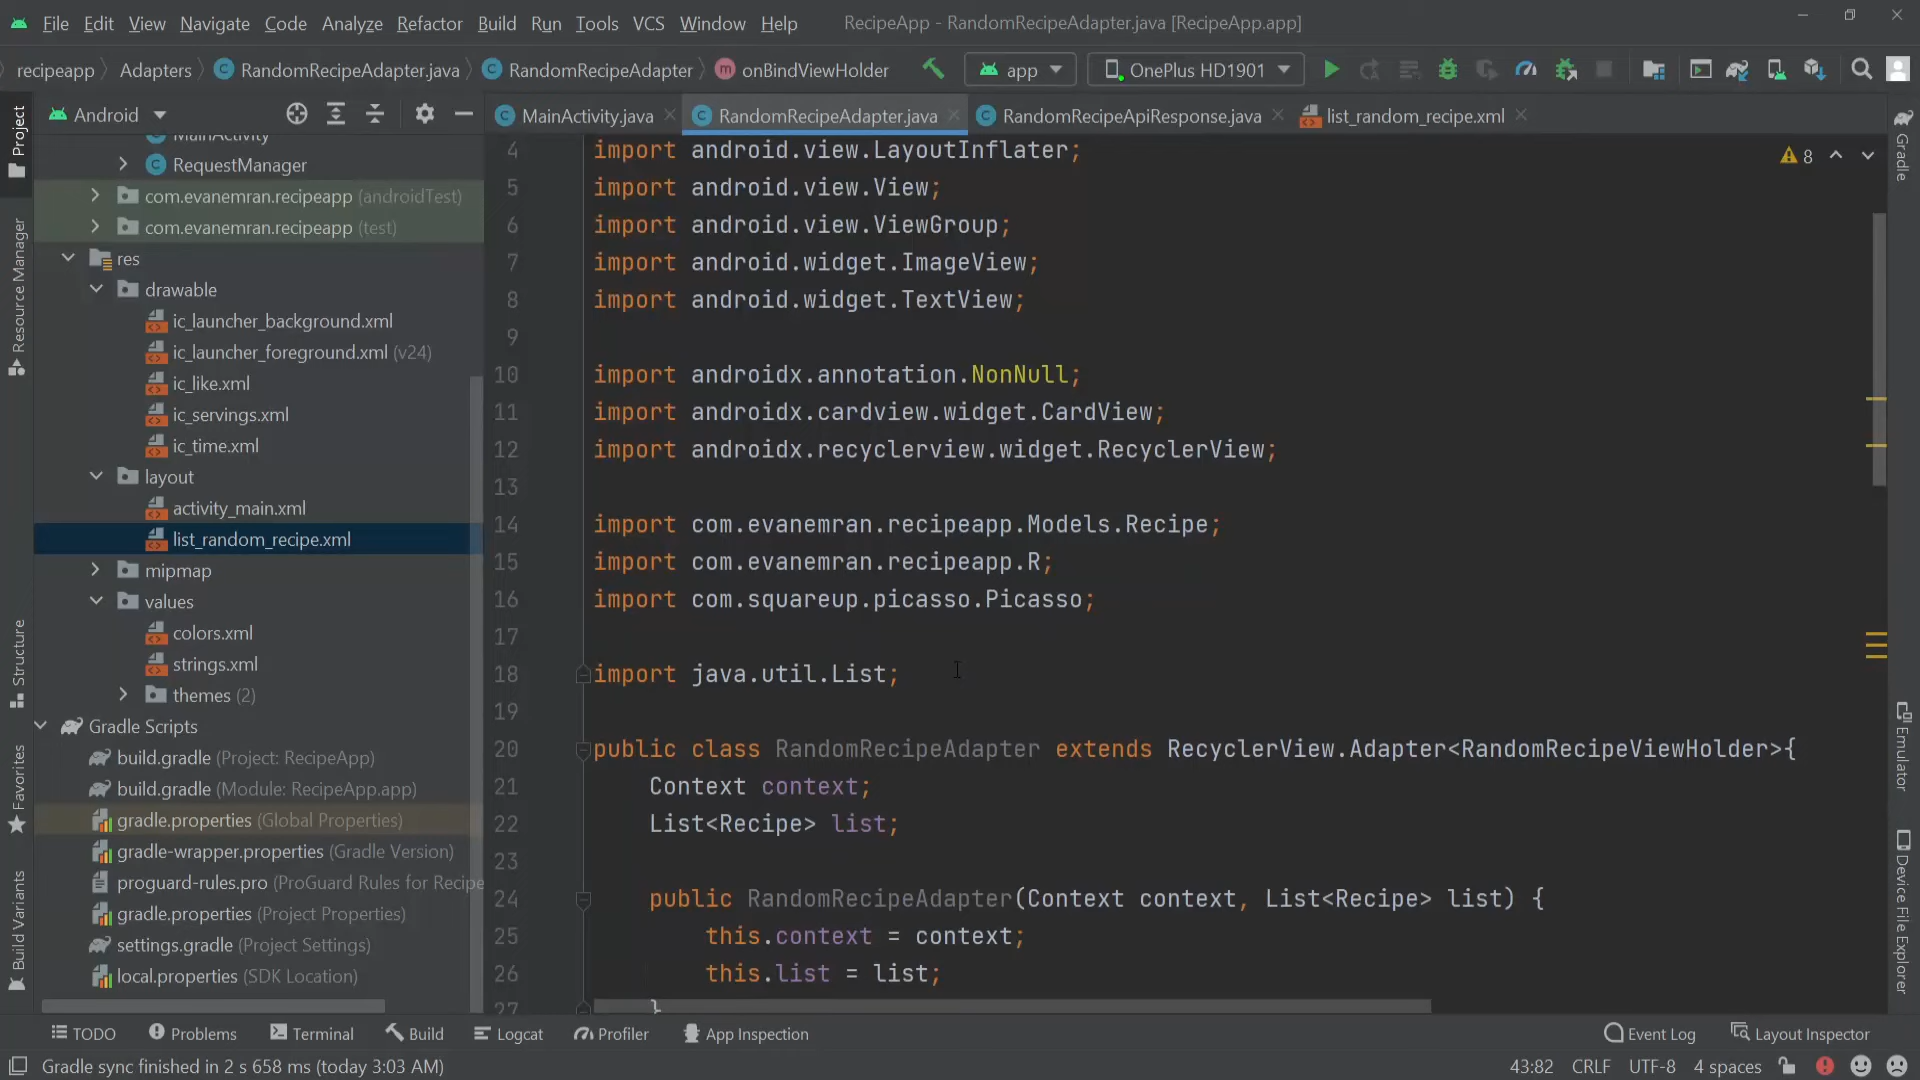 File Edit View Navigate Code Analyze Refactor Build Run Tools VCS Window Help RecipeApp - RandomRecipeAdapter.java [RecipeApp.app]
recipeapp Adapters RandomRecipeAdapter.java RandomRecipeAdapter onBindViewHolder app OnePlus HD1901
Project
Resource Manager
Structure
Favorites
Build Variants
Android
MainActivity
RequestManager
com.evanemran.recipeapp (androidTest)
com.evanemran.recipeapp (test)
res
drawable
ic_launcher_background.xml
ic_launcher_foreground.xml (v24)
ic_like.xml
ic_servings.xml
ic_time.xml
layout
activity_main.xml
list_random_recipe.xml
mipmap
values
colors.xml
strings.xml
themes (2)
Gradle Scripts
build.gradle (Project: RecipeApp)
build.gradle (Module: RecipeApp.app)
gradle.properties (Global Properties)
gradle-wrapper.properties (Gradle Version)
proguard-rules.pro (ProGuard Rules for Recipe
gradle.properties (Project Properties)
settings.gradle (Project Settings)
local.properties (SDK Location)
MainActivity.java RandomRecipeAdapter.java RandomRecipeApiResponse.java list_random_recipe.xml
8
4 import android.view.LayoutInflater;
5 import android.view.View;
6 import android.view.ViewGroup;
7 import android.widget.ImageView;
8 import android.widget.TextView;
9
10 import androidx.annotation.NonNull;
11 import androidx.cardview.widget.CardView;
12 import androidx.recyclerview.widget.RecyclerView;
13
14 import com.evanemran.recipeapp.Models.Recipe;
15 import com.evanemran.recipeapp.R;
16 import com.squareup.picasso.Picasso;
17
18 import java.util.List;
19
20 public class RandomRecipeAdapter extends RecyclerView.Adapter<RandomRecipeViewHolder>{
21 Context context;
22 List<Recipe> list;
23
24 public RandomRecipeAdapter(Context context, List<Recipe> list) {
25 this.context = context;
26 this.list = list;
27 }
Gradle
Emulator
Device File Explorer
TODO Problems Terminal Build Logcat Profiler App Inspection Event Log Layout Inspector
Gradle sync finished in 2 s 658 ms (today 3:03 AM) 43:82 CRLF UTF-8 4 spaces